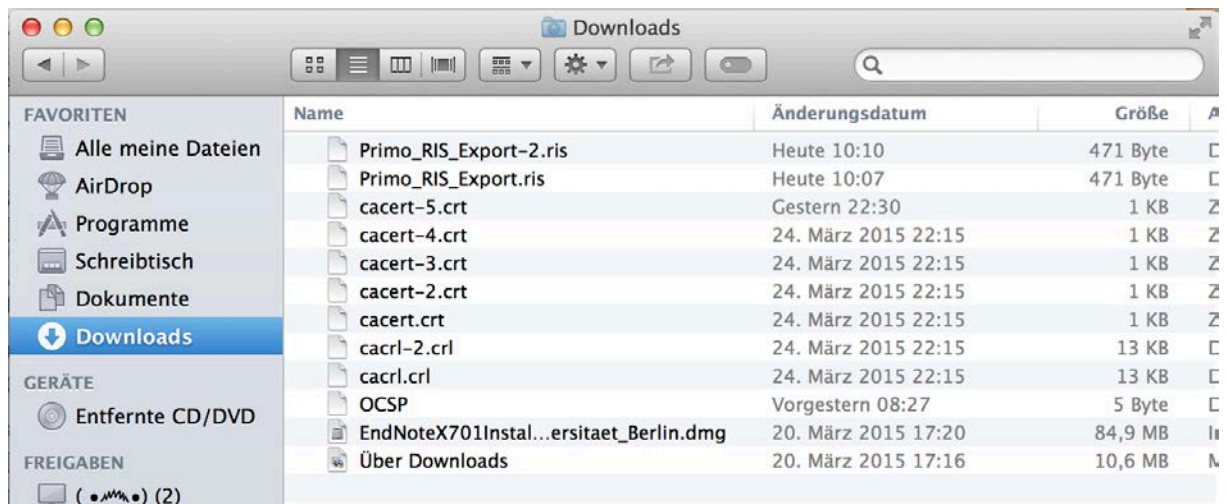 Downloads
FAVORITEN
Alle meine Dateien
AirDrop
Programme
Schreibtisch
Dokumente
Downloads
GERÄTE
Entfernte CD/DVD
FREIGABEN
(2)
Name Änderungsdatum Größe
Primo_RIS_Export-2.ris Heute 10:10 471 Byte
Primo_RIS_Export.ris Heute 10:07 471 Byte
cacert-5.crt Gestern 22:30 1 KB
cacert-4.crt 24. März 2015 22:15 1 KB
cacert-3.crt 24. März 2015 22:15 1 KB
cacert-2.crt 24. März 2015 22:15 1 KB
cacert.crt 24. März 2015 22:15 1 KB
cacrl-2.crl 24. März 2015 22:15 13 KB
cacrl.crl 24. März 2015 22:15 13 KB
OCSP Vorgestern 08:27 5 Byte
EndNoteX701Instal...ersitaet_Berlin.dmg 20. März 2015 17:20 84,9 MB
Über Downloads 20. März 2015 17:16 10,6 MB